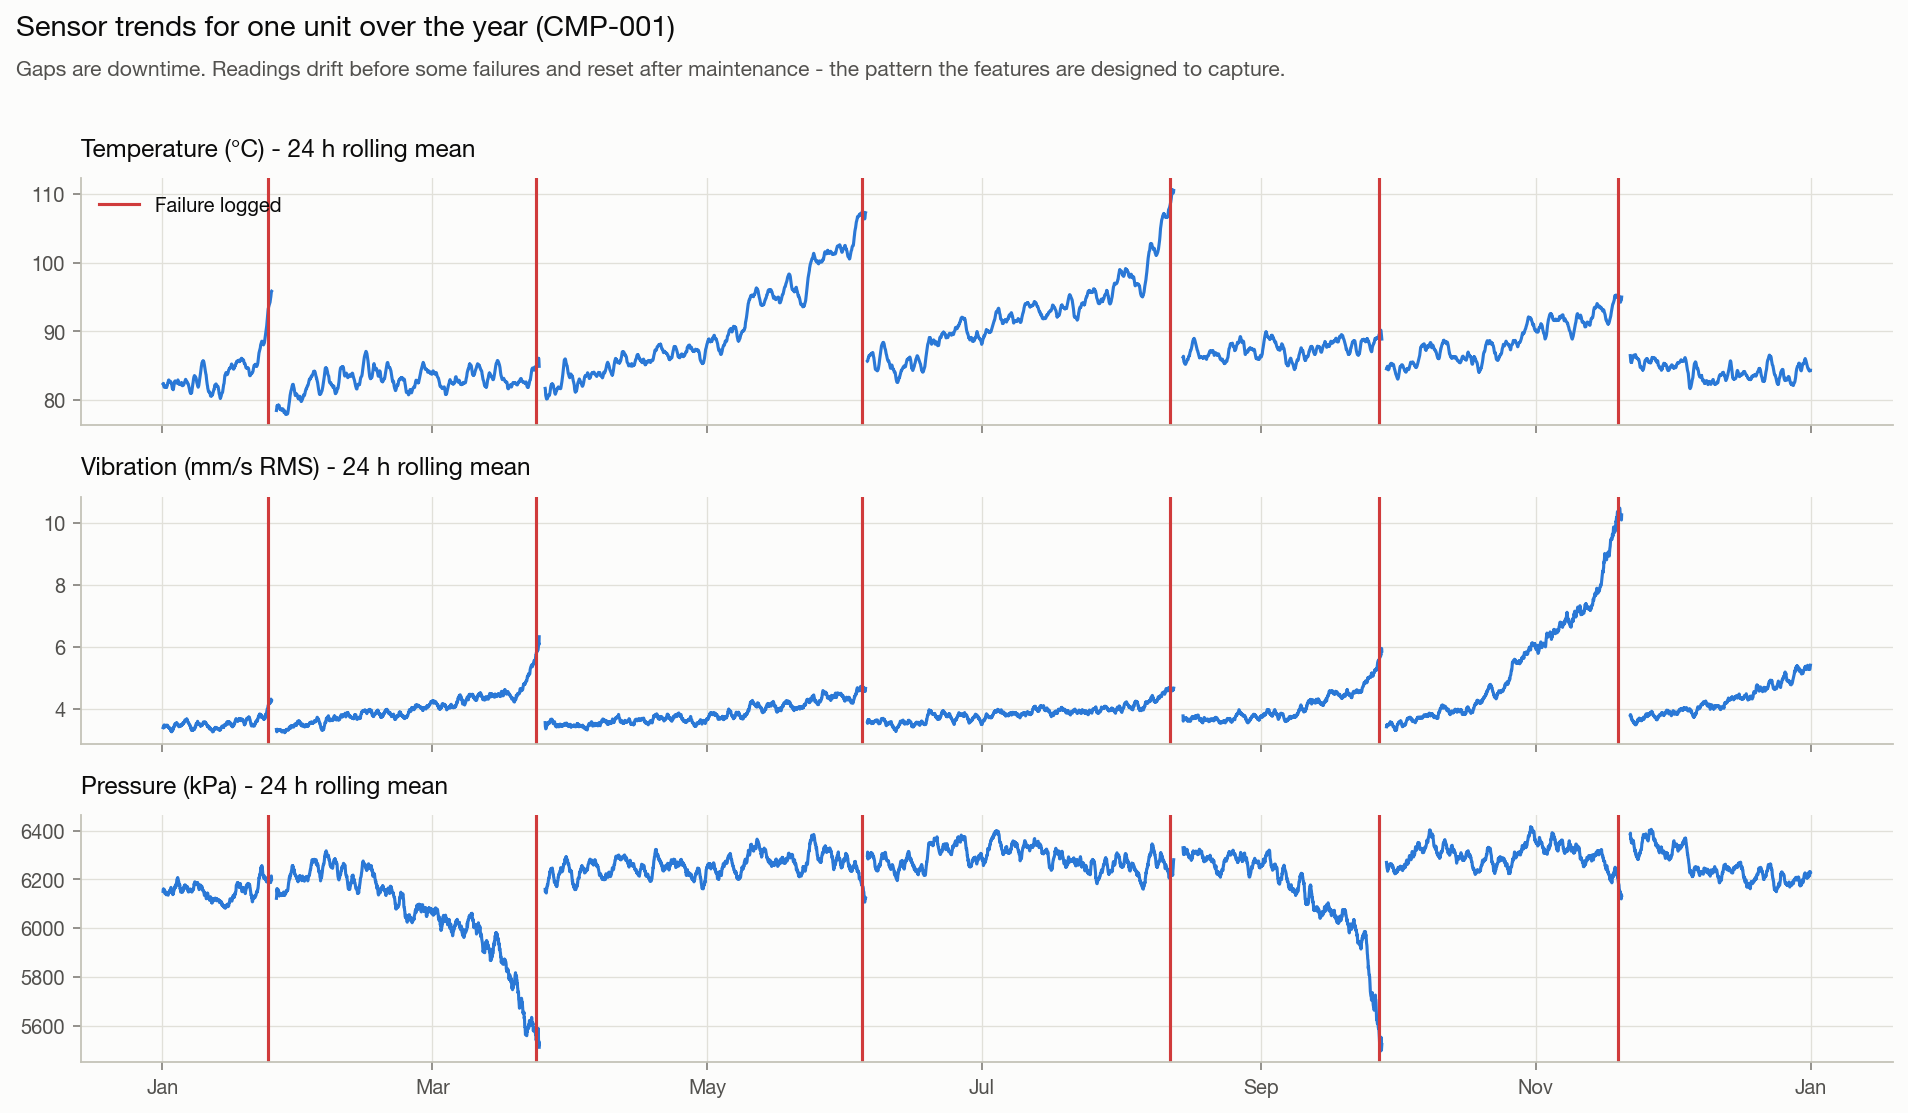 Sensor trends for one unit over the year (CMP-001)
Gaps are downtime. Readings drift before some failures and reset after maintenance - the pattern the features are designed to capture.
Temperature (°C) - 24 h rolling mean
110
Failure logged
100
90
80
Vibration (mm/s RMS) - 24 h rolling mean
10
8
6
4
Pressure (kPa) - 24 h rolling mean
6400
6200
6000
5800
5600
Jan Mar May Jul Sep Nov Jan